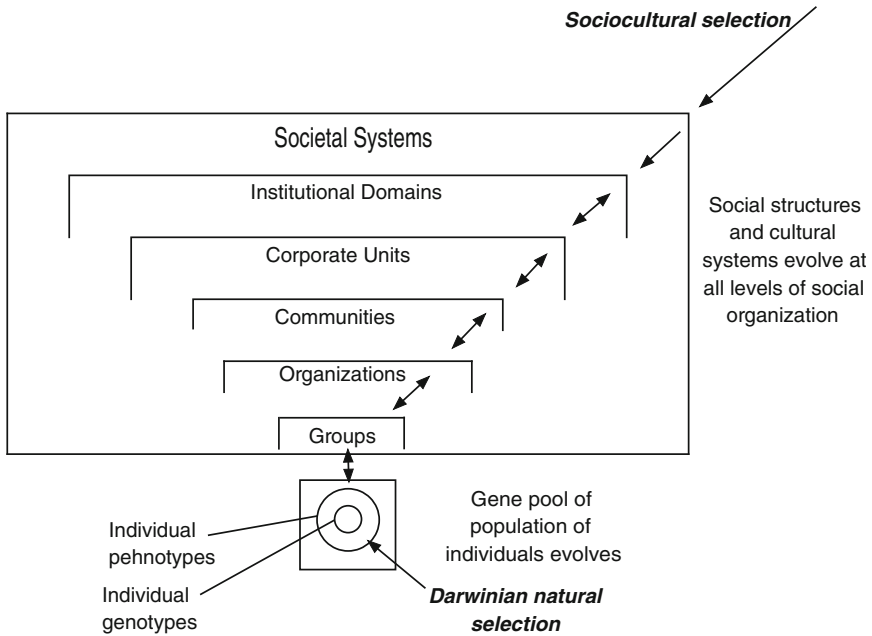 Sociocultural selection
Societal Systems
Institutional Domains
Corporate Units
Communities
Organizations
Groups
Social structures
and cultural
systems evolve at
all levels of social
organization
Individual
pehnotypes
Individual
genotypes
Gene pool of
population of
individuals evolves
Darwinian natural
selection